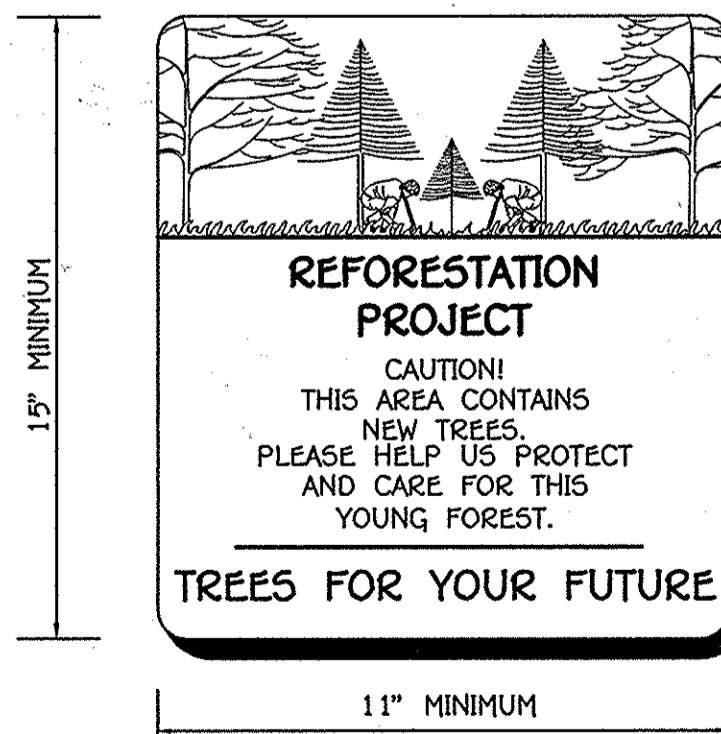 15" MINIMUM
REFORESTATION
PROJECT
CAUTION!
THIS AREA CONTAINS
NEW TREES.
PLEASE HELP US PROTECT
AND CARE FOR THIS
YOUNG FOREST.
TREES FOR YOUR FUTURE
11" MINIMUM